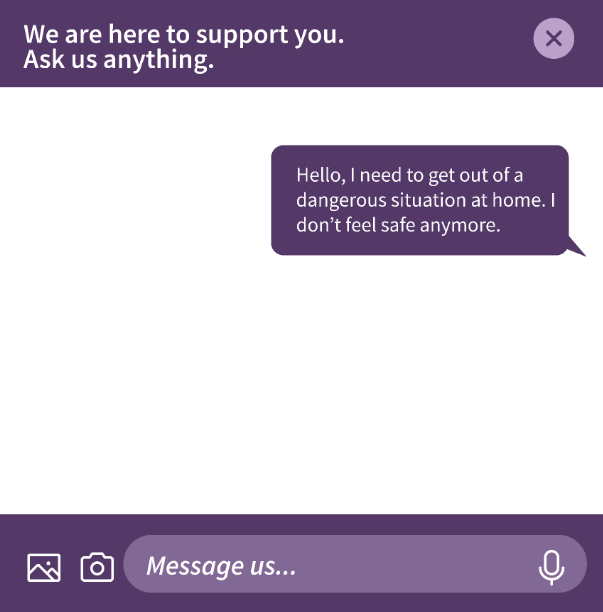 We are here to support you.
Ask us anything.
Hello, I need to get out of a
dangerous situation at home. I
don’t feel safe anymore.
Message us...